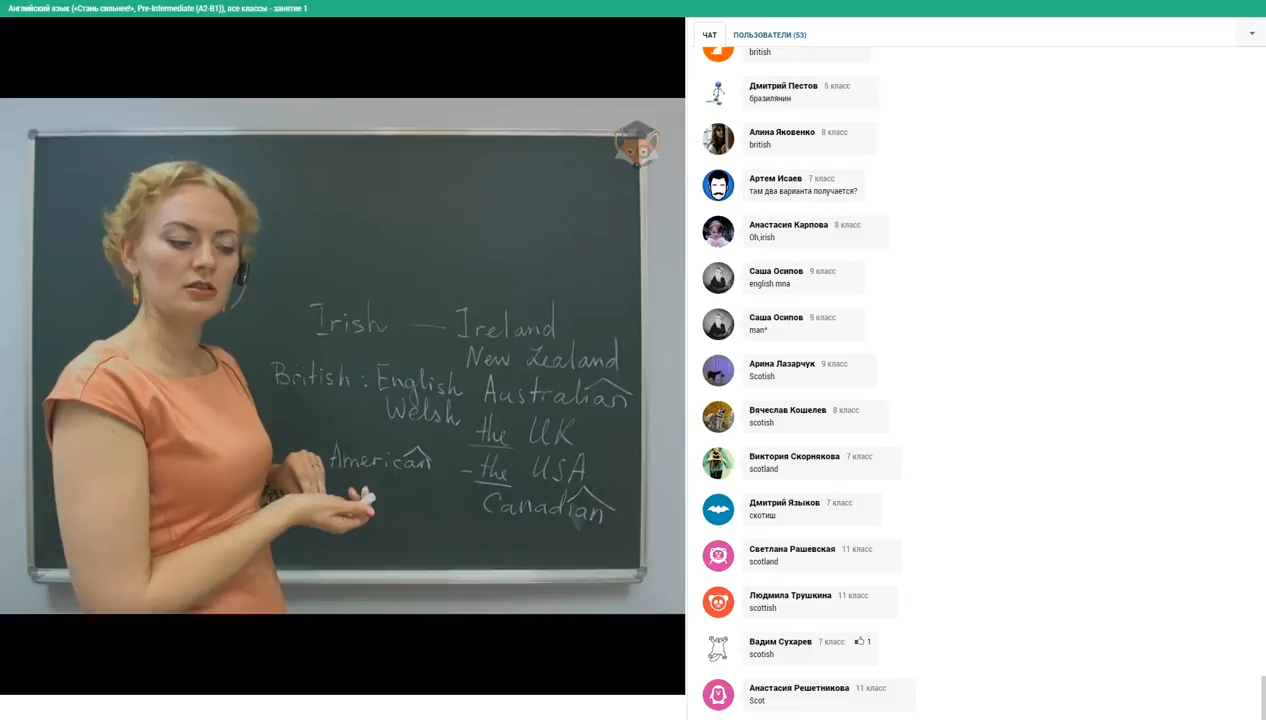 Английский язык («Стань сильнее!», Pre-Intermediate (A2-B1)), все классы - занятие 1
Irish — Ireland
New Zealand
British : English Australian
Welsh,
the UK
American - the USA
Canadian
ЧАТ
ПОЛЬЗОВАТЕЛИ (53)
british
Дмитрий Пестов 5 класс
бразилянин
Алина Яковенко 8 класс
british
Артем Исаев 7 класс
там два варианта получается?
Анастасия Карпова 8 класс
Oh,irish
Саша Осипов 9 класс
english mna
Саша Осипов 9 класс
man*
Арина Лазарчук 9 класс
Scotish
Вячеслав Кошелев 8 класс
scotish
Виктория Скорнякова 7 класс
scotland
Дмитрий Языков 7 класс
скотиш
Светлана Рашевская 11 класс
scotland
Людмила Трушкина 11 класс
scottish
Вадим Сухарев 7 класс 1
scotish
Анастасия Решетникова 11 класс
Scot